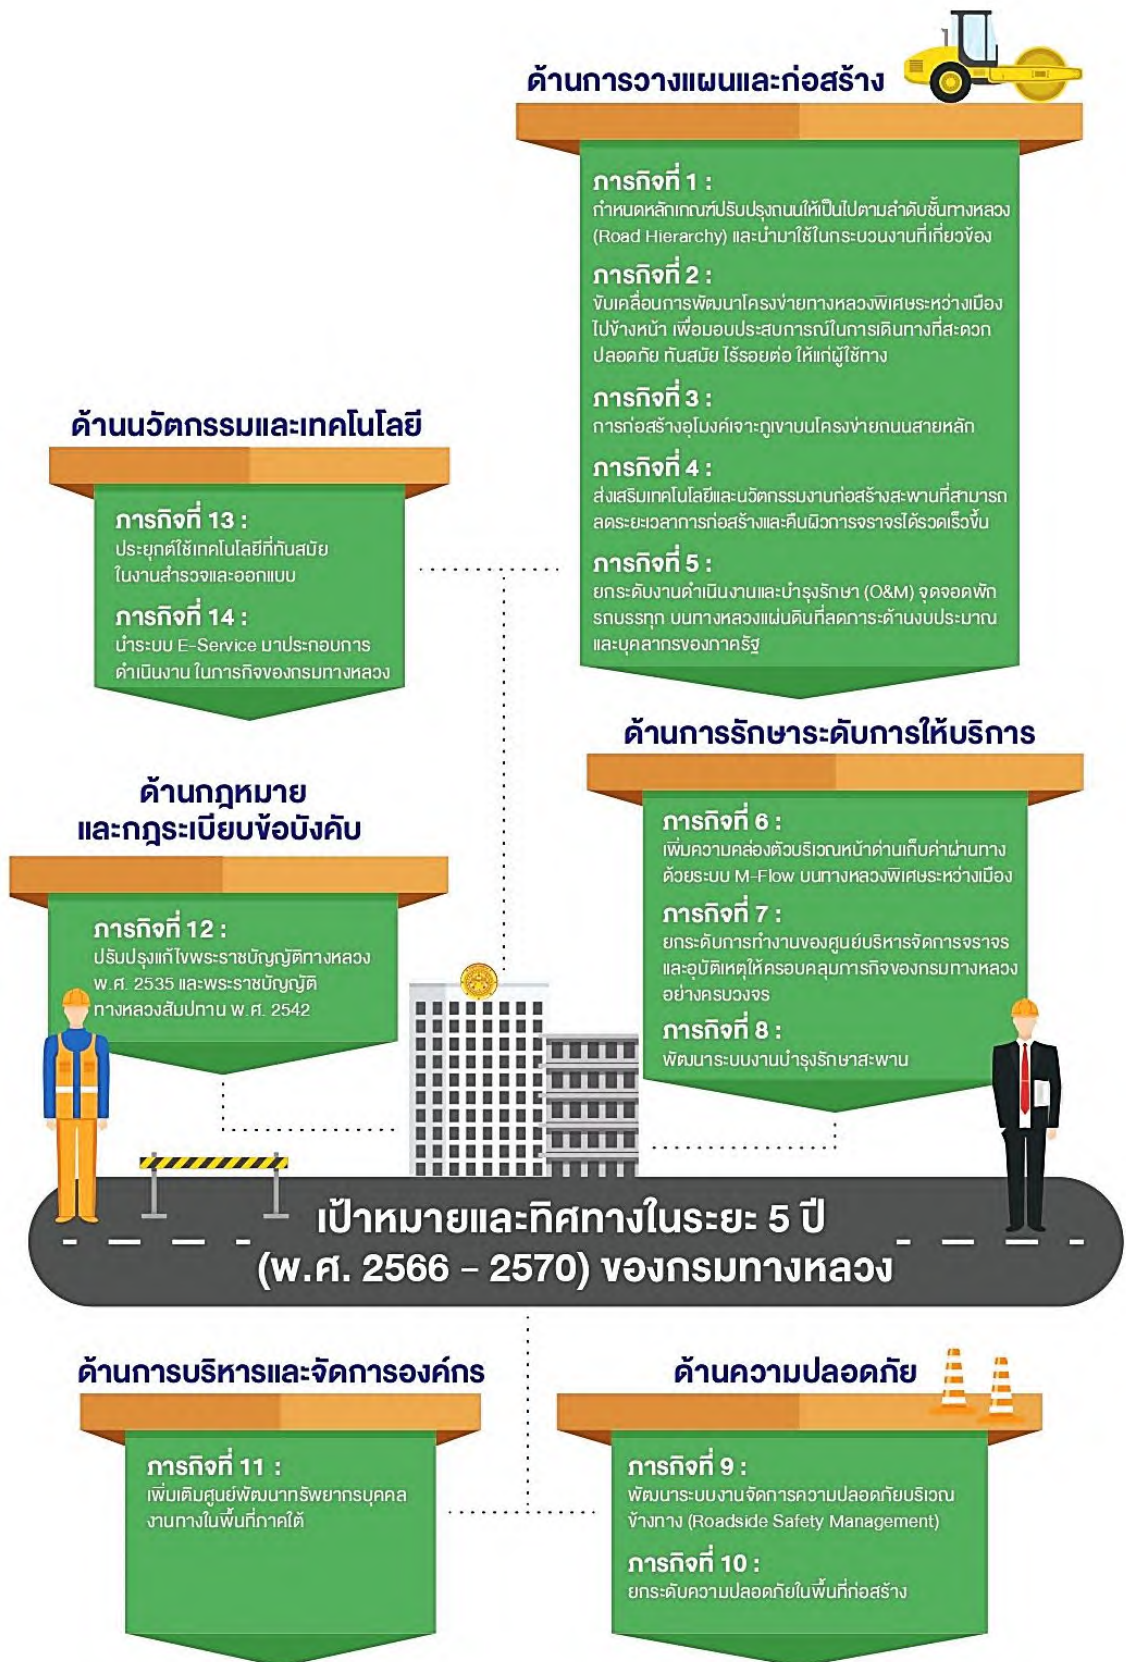 ด้านการวางแผนและก่อสร้าง
ภารกิจที่ 1 :
กำหนดหลักเกณฑ์ปรับปรุงถนนให้เป็นไปตามลำดับชั้นทางหลวง
(Road Hierarchy) และนำมาใช้ในกระบวนงานที่เกี่ยวข้อง
ภารกิจที่ 2 :
ขับเคลื่อนการพัฒนาโครงข่ายทางหลวงพิเศษระหว่างเมือง
ไปข้างหน้า เพื่อมอบประสบการณ์ในการเดินทางที่สะดวก
ปลอดภัย ทันสมัย ไร้รอยต่อ ให้แก่ผู้ใช้ทาง
ภารกิจที่ 3 :
การก่อสร้างอุโมงค์เจาะภูเขาบนโครงข่ายถนนสายหลัก
ภารกิจที่ 4 :
ส่งเสริมเทคโนโลยีและนวัตกรรมงานก่อสร้างสะพานที่สามารถ
ลดระยะเวลาการก่อสร้างและคืนผิวการจราจรได้รวดเร็วขึ้น
ภารกิจที่ 5 :
ยกระดับงานดำเนินงานและบำรุงรักษา (O&M) จุดจอดพัก
รถบรรทุก บนทางหลวงแผ่นดินที่ลดภาระด้านงบประมาณ
และบุคลากรของภาครัฐ
ด้านนวัตกรรมและเทคโนโลยี
ภารกิจที่ 13 :
ประยุกต์ใช้เทคโนโลยีที่ทันสมัย
ในงานสำรวจและออกแบบ
ภารกิจที่ 14 :
นำระบบ E-Service มาประกอบการ
ดำเนินงาน ในภารกิจของกรมทางหลวง
ด้านการรักษาระดับการให้บริการ
ภารกิจที่ 6 :
เพิ่มความคล่องตัวบริเวณหน้าด่านเก็บค่าผ่านทาง
ด้วยระบบ M-Flow บนทางหลวงพิเศษระหว่างเมือง
ภารกิจที่ 7 :
ยกระดับการทำงานของศูนย์บริหารจัดการจราจร
และอุบัติเหตุให้ครอบคลุมภารกิจของกรมทางหลวง
อย่างครบวงจร
ภารกิจที่ 8 :
พัฒนาระบบงานบำรุงรักษาสะพาน
ด้านกฎหมาย
และกฎระเบียบข้อบังคับ
ภารกิจที่ 12 :
ปรับปรุงแก้ไขพระราชบัญญัติทางหลวง
พ.ศ. 2535 และพระราชบัญญัติ
ทางหลวงสัมปทาน พ.ศ. 2542
เป้าหมายและทิศทางในระยะ 5 ปี
(พ.ศ. 2566 - 2570) ของกรมทางหลวง
ด้านการบริหารและจัดการองค์กร
ภารกิจที่ 11 :
เพิ่มเติมศูนย์พัฒนาทรัพยากรบุคคล
งานทางในพื้นที่ภาคใต้
ด้านความปลอดภัย
ภารกิจที่ 9 :
พัฒนาระบบงานจัดการความปลอดภัยบริเวณ
ข้างทาง (Roadside Safety Management)
ภารกิจที่ 10 :
ยกระดับความปลอดภัยในพื้นที่ก่อสร้าง